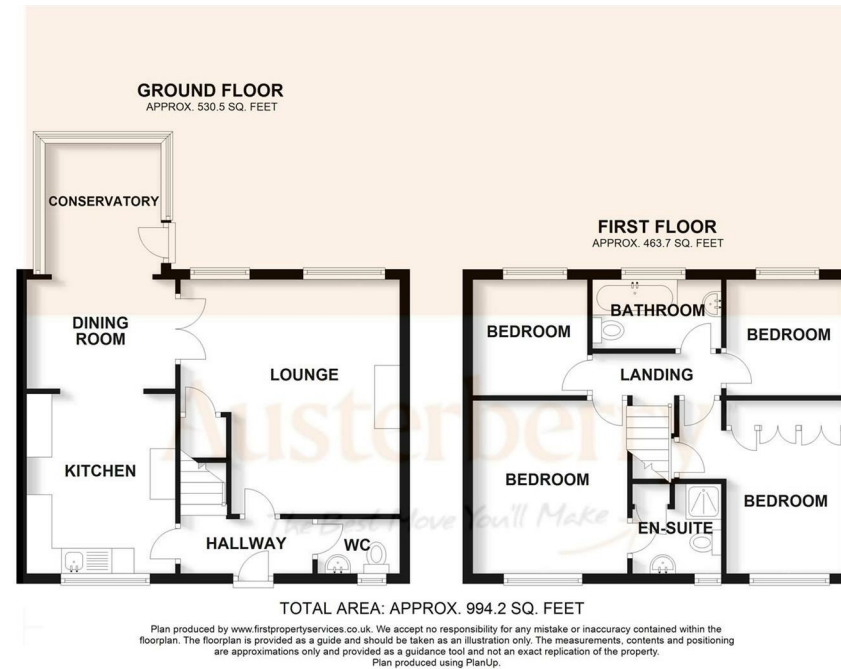 GROUND FLOOR
APPROX. 530.5 SQ. FEET
CONSERVATORY
DINING
ROOM
LOUNGE
KITCHEN
HALLWAY
WC
FIRST FLOOR
APPROX. 463.7 SQ. FEET
BEDROOM
BATHROOM
BEDROOM
LANDING
BEDROOM
BEDROOM
EN-SUITE
Austerberry
The Best Move You'll Make
TOTAL AREA: APPROX. 994.2 SQ. FEET
Plan produced by www.firstpropertyservices.co.uk. We accept no responsibility for any mistake or inaccuracy contained within the
floorplan. The floorplan is provided as a guide and should be taken as an illustration only. The measurements, contents and positioning
are approximations only and provided as a guidance tool and not an exact replication of the property.
Plan produced using PlanUp.